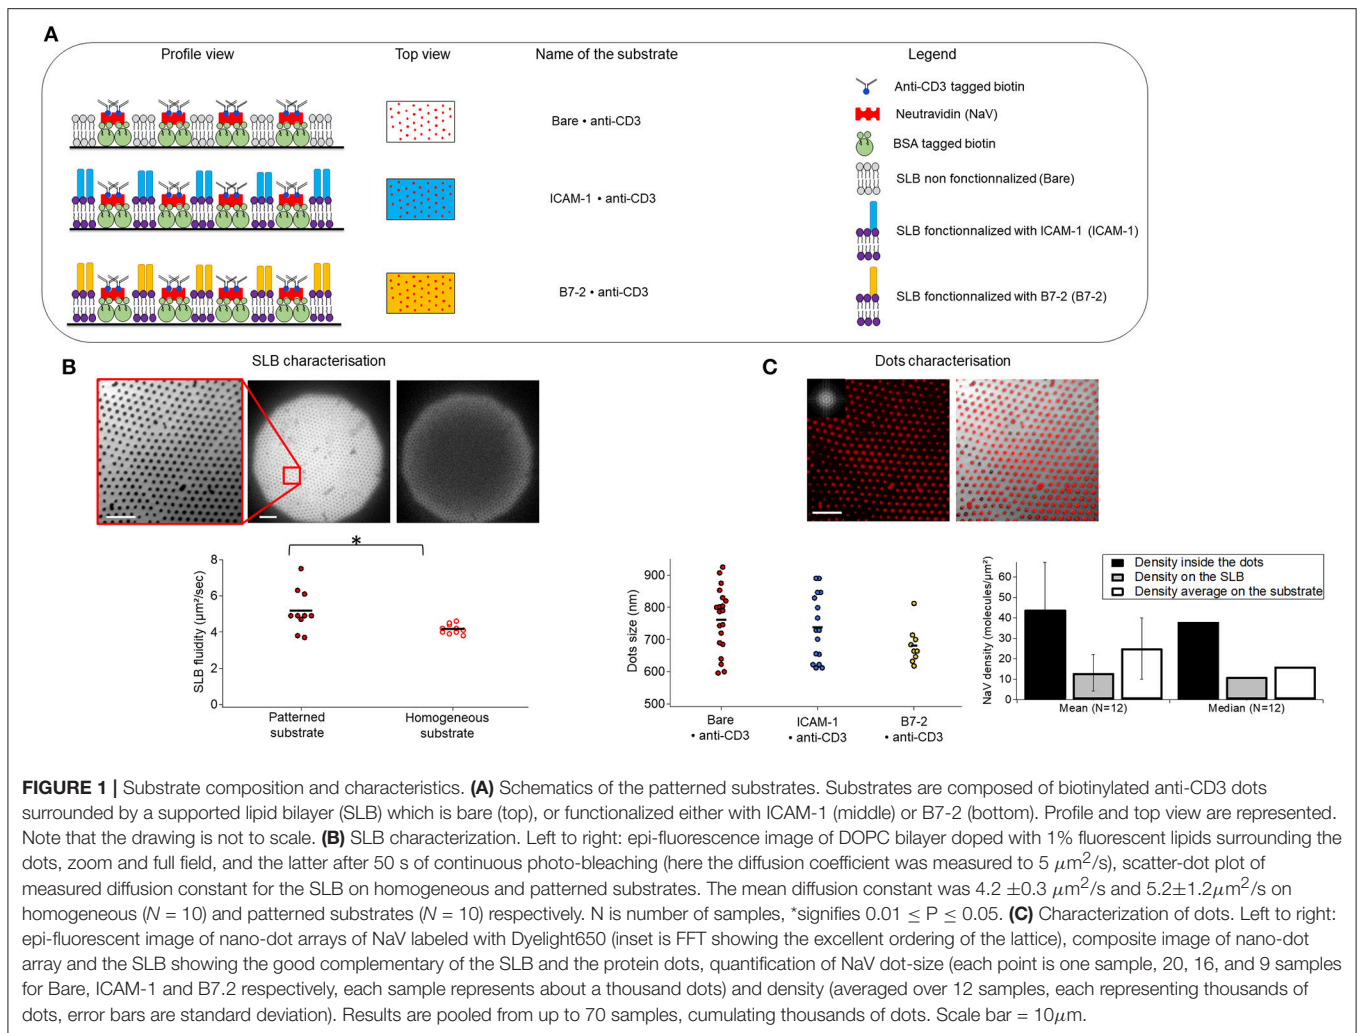 A
Profile view
Top view
Name of the substrate
Legend
Bare • anti-CD3
ICAM-1 • anti-CD3
B7-2 • anti-CD3
Anti-CD3 tagged biotin
Neutravidin (NaV)
BSA tagged biotin
SLB non fonctionnalized (Bare)
SLB fonctionnalized with ICAM-1 (ICAM-1)
SLB fonctionnalized with B7-2 (B7-2)
B
SLB characterisation
*
SLB fluidity (µm²/sec)
8
6
4
2
0
Patterned
substrate
Homogeneous
substrate
C
Dots characterisation
Dots size (nm)
900
800
700
600
500
Bare
• anti-CD3
ICAM-1
• anti-CD3
B7-2
• anti-CD3
NaV density (molecules/µm²)
60
50
40
30
20
10
0
Density inside the dots
Density on the SLB
Density average on the substrate
Mean (N=12)
Median (N=12)
FIGURE 1 | Substrate composition and characteristics. (A) Schematics of the patterned substrates. Substrates are composed of biotinylated anti-CD3 dots
surrounded by a supported lipid bilayer (SLB) which is bare (top), or functionalized either with ICAM-1 (middle) or B7-2 (bottom). Profile and top view are represented.
Note that the drawing is not to scale. (B) SLB characterization. Left to right: epi-fluorescence image of DOPC bilayer doped with 1% fluorescent lipids surrounding the
dots, zoom and full field, and the latter after 50 s of continuous photo-bleaching (here the diffusion coefficient was measured to 5 µm²/s), scatter-dot plot of
measured diffusion constant for the SLB on homogeneous and patterned substrates. The mean diffusion constant was 4.2 ±0.3 µm²/s and 5.2±1.2µm²/s on
homogeneous (N = 10) and patterned substrates (N = 10) respectively. N is number of samples, *signifies 0.01 ≤ P ≤ 0.05. (C) Characterization of dots. Left to right:
epi-fluorescent image of nano-dot arrays of NaV labeled with Dyelight650 (inset is FFT showing the excellent ordering of the lattice), composite image of nano-dot
array and the SLB showing the good complementary of the SLB and the protein dots, quantification of NaV dot-size (each point is one sample, 20, 16, and 9 samples
for Bare, ICAM-1 and B7.2 respectively, each sample represents about a thousand dots) and density (averaged over 12 samples, each representing thousands of
dots, error bars are standard deviation). Results are pooled from up to 70 samples, cumulating thousands of dots. Scale bar = 10µm.